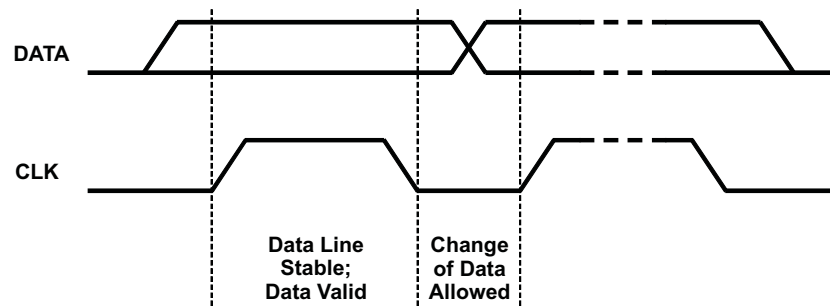 DATA
CLK
Data Line
Stable;
Data Valid
Change
of Data
Allowed